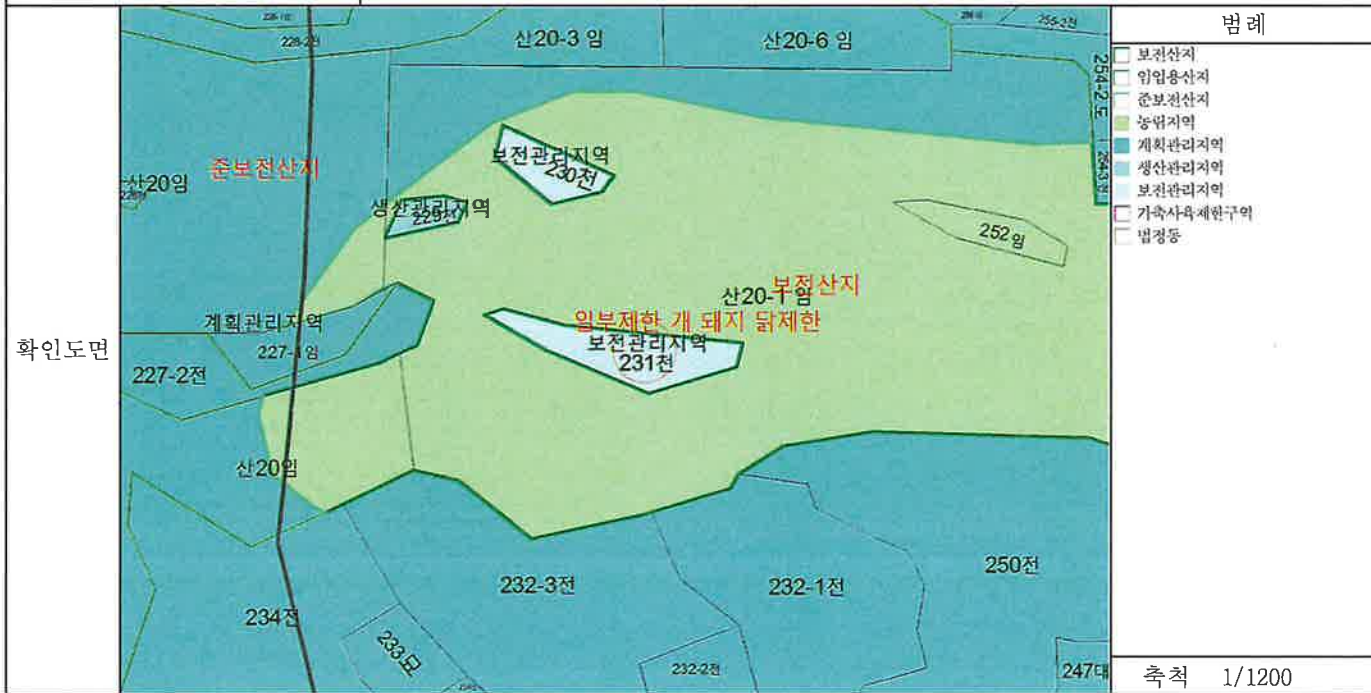 확인도면
228-2전
산20-3 임
산20-6 임
255-2전
254-2 도
준보전산지
산20임
보전관리지역
230전
생산관리지역
229전
252임
산20-1 임
보전산지
계획관리지역
227-1임
227-2전
일부제한 개 돼지 닭제한
보전관리지역
231전
산20임
232-3전
232-1전
250전
234전
233묘
232-2전
247대
범례
보전산지
임업용산지
준보전산지
농림지역
계획관리지역
생산관리지역
보전관리지역
가축사육제한구역
법정동
축척 1/1200